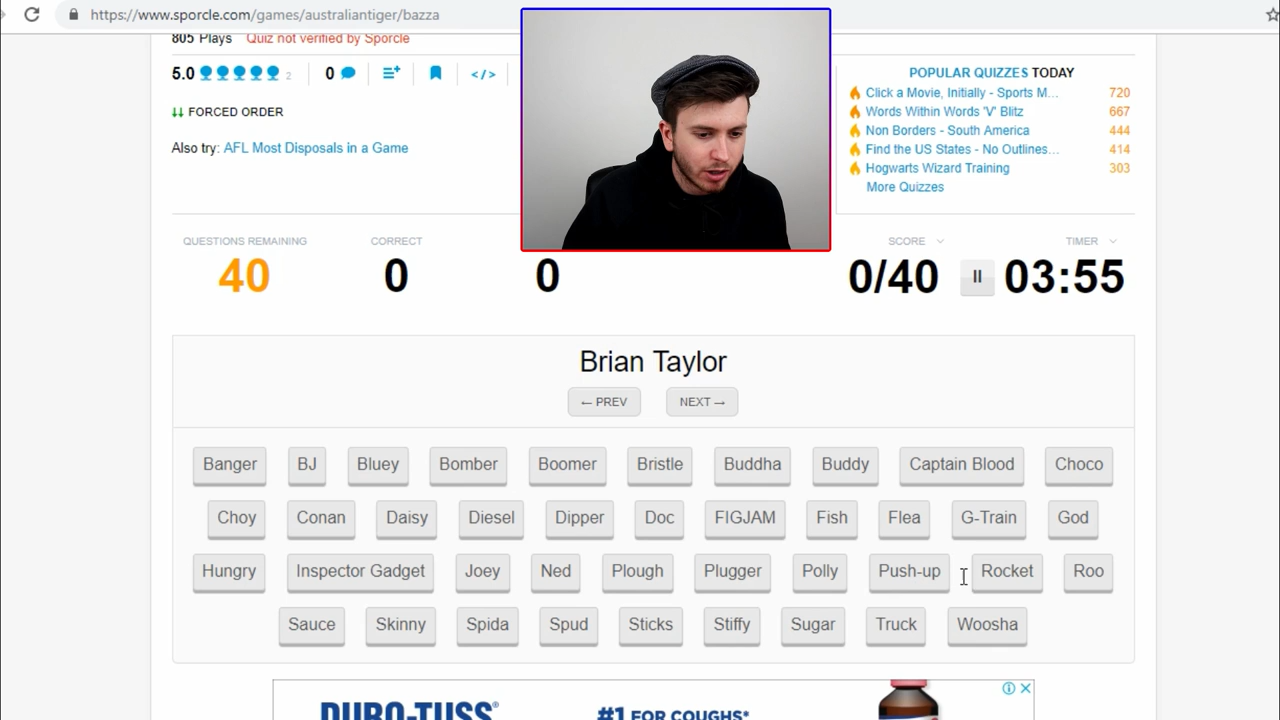 https://www.sporcle.com/games/australiantiger/bazza
805 Plays Quiz not verified by Sporcle
5.0 2 0 </>
FORCED ORDER
Also try: AFL Most Disposals in a Game
POPULAR QUIZZES TODAY
Click a Movie, Initially - Sports M... 720
Words Within Words 'V' Blitz 667
Non Borders - South America 444
Find the US States - No Outlines... 414
Hogwarts Wizard Training 303
More Quizzes
QUESTIONS REMAINING CORRECT SCORE TIMER
40 0 0 0/40 03:55
Brian Taylor
← PREV NEXT →
Banger BJ Bluey Bomber Boomer Bristle Buddha Buddy Captain Blood Choco
Choy Conan Daisy Diesel Dipper Doc FIGJAM Fish Flea G-Train God
Hungry Inspector Gadget Joey Ned Plough Plugger Polly Push-up Rocket Roo
Sauce Skinny Spida Spud Sticks Stiffy Sugar Truck Woosha
DURO-TUSS® #1 FOR COUGHS*